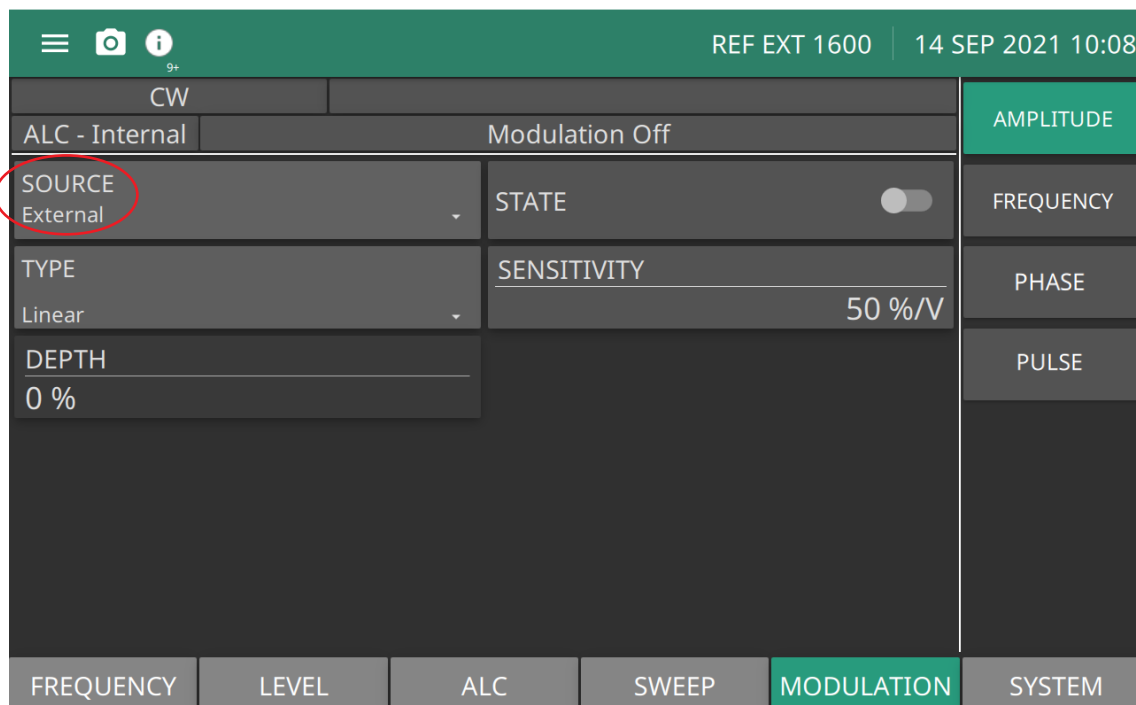 9+
REF EXT 1600
14 SEP 2021 10:08
CW
ALC - Internal
Modulation Off
SOURCE
External
STATE
TYPE
Linear
SENSITIVITY
50 %/V
DEPTH
0 %
AMPLITUDE
FREQUENCY
PHASE
PULSE
FREQUENCY
LEVEL
ALC
SWEEP
MODULATION
SYSTEM